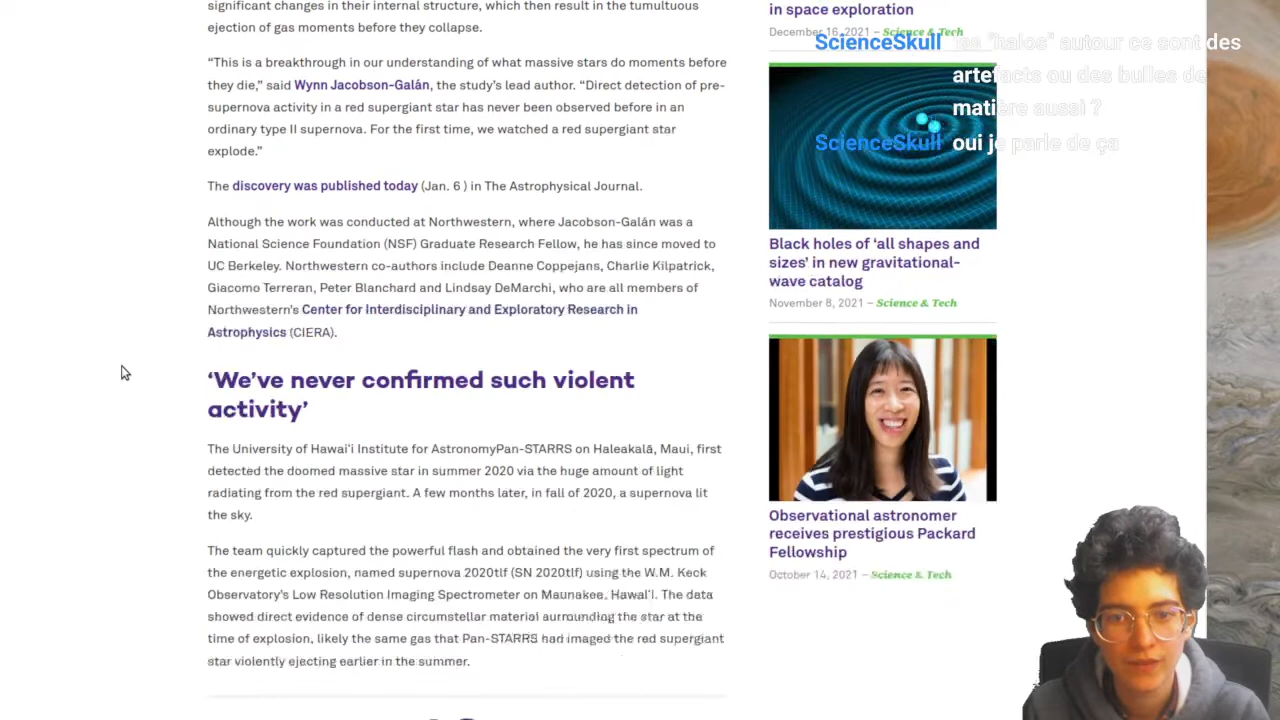 significant changes in their internal structure, which then result in the tumultuous
ejection of gas moments before they collapse.
“This is a breakthrough in our understanding of what massive stars do moments before
they die,” said Wynn Jacobson-Galán, the study’s lead author. “Direct detection of pre-
supernova activity in a red supergiant star has never been observed before in an
ordinary type II supernova. For the first time, we watched a red supergiant star
explode.”
The discovery was published today (Jan. 6 ) in The Astrophysical Journal.
Although the work was conducted at Northwestern, where Jacobson-Galán was a
National Science Foundation (NSF) Graduate Research Fellow, he has since moved to
UC Berkeley. Northwestern co-authors include Deanne Coppejans, Charlie Kilpatrick,
Giacomo Terreran, Peter Blanchard and Lindsay DeMarchi, who are all members of
Northwestern’s Center for Interdisciplinary and Exploratory Research in
Astrophysics (CIERA).
‘We’ve never confirmed such violent
activity’
The University of Hawai‘i Institute for AstronomyPan-STARRS on Haleakalā, Maui, first
detected the doomed massive star in summer 2020 via the huge amount of light
radiating from the red supergiant. A few months later, in fall of 2020, a supernova lit
the sky.
The team quickly captured the powerful flash and obtained the very first spectrum of
the energetic explosion, named supernova 2020tlf (SN 2020tlf) using the W.M. Keck
Observatory’s Low Resolution Imaging Spectrometer on Maunakea, Hawai‘i. The data
showed direct evidence of dense circumstellar material surrounding the star at the
time of explosion, likely the same gas that Pan-STARRS had imaged the red supergiant
star violently ejecting earlier in the summer.
in space exploration
December 16, 2021 – Science & Tech
ScienceSkull "halos" autour ce sont des
artefacts ou des bulles de
matière aussi ?
ScienceSkull oui je parle de ça
Black holes of ‘all shapes and
sizes’ in new gravitational-
wave catalog
November 8, 2021 – Science & Tech
Observational astronomer
receives prestigious Packard
Fellowship
October 14, 2021 – Science & Tech